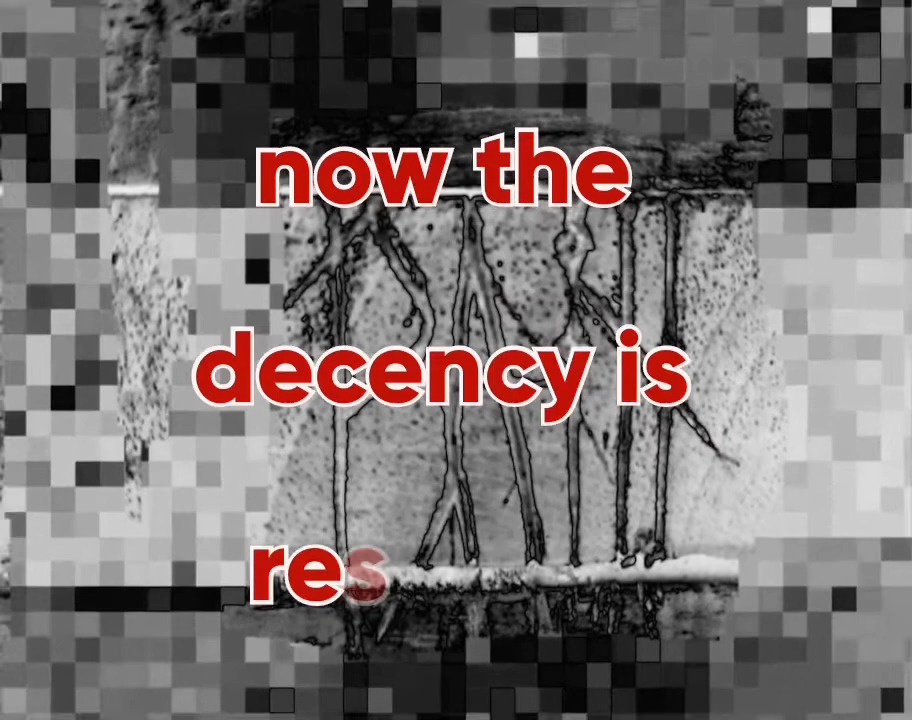 now the
decency is
res